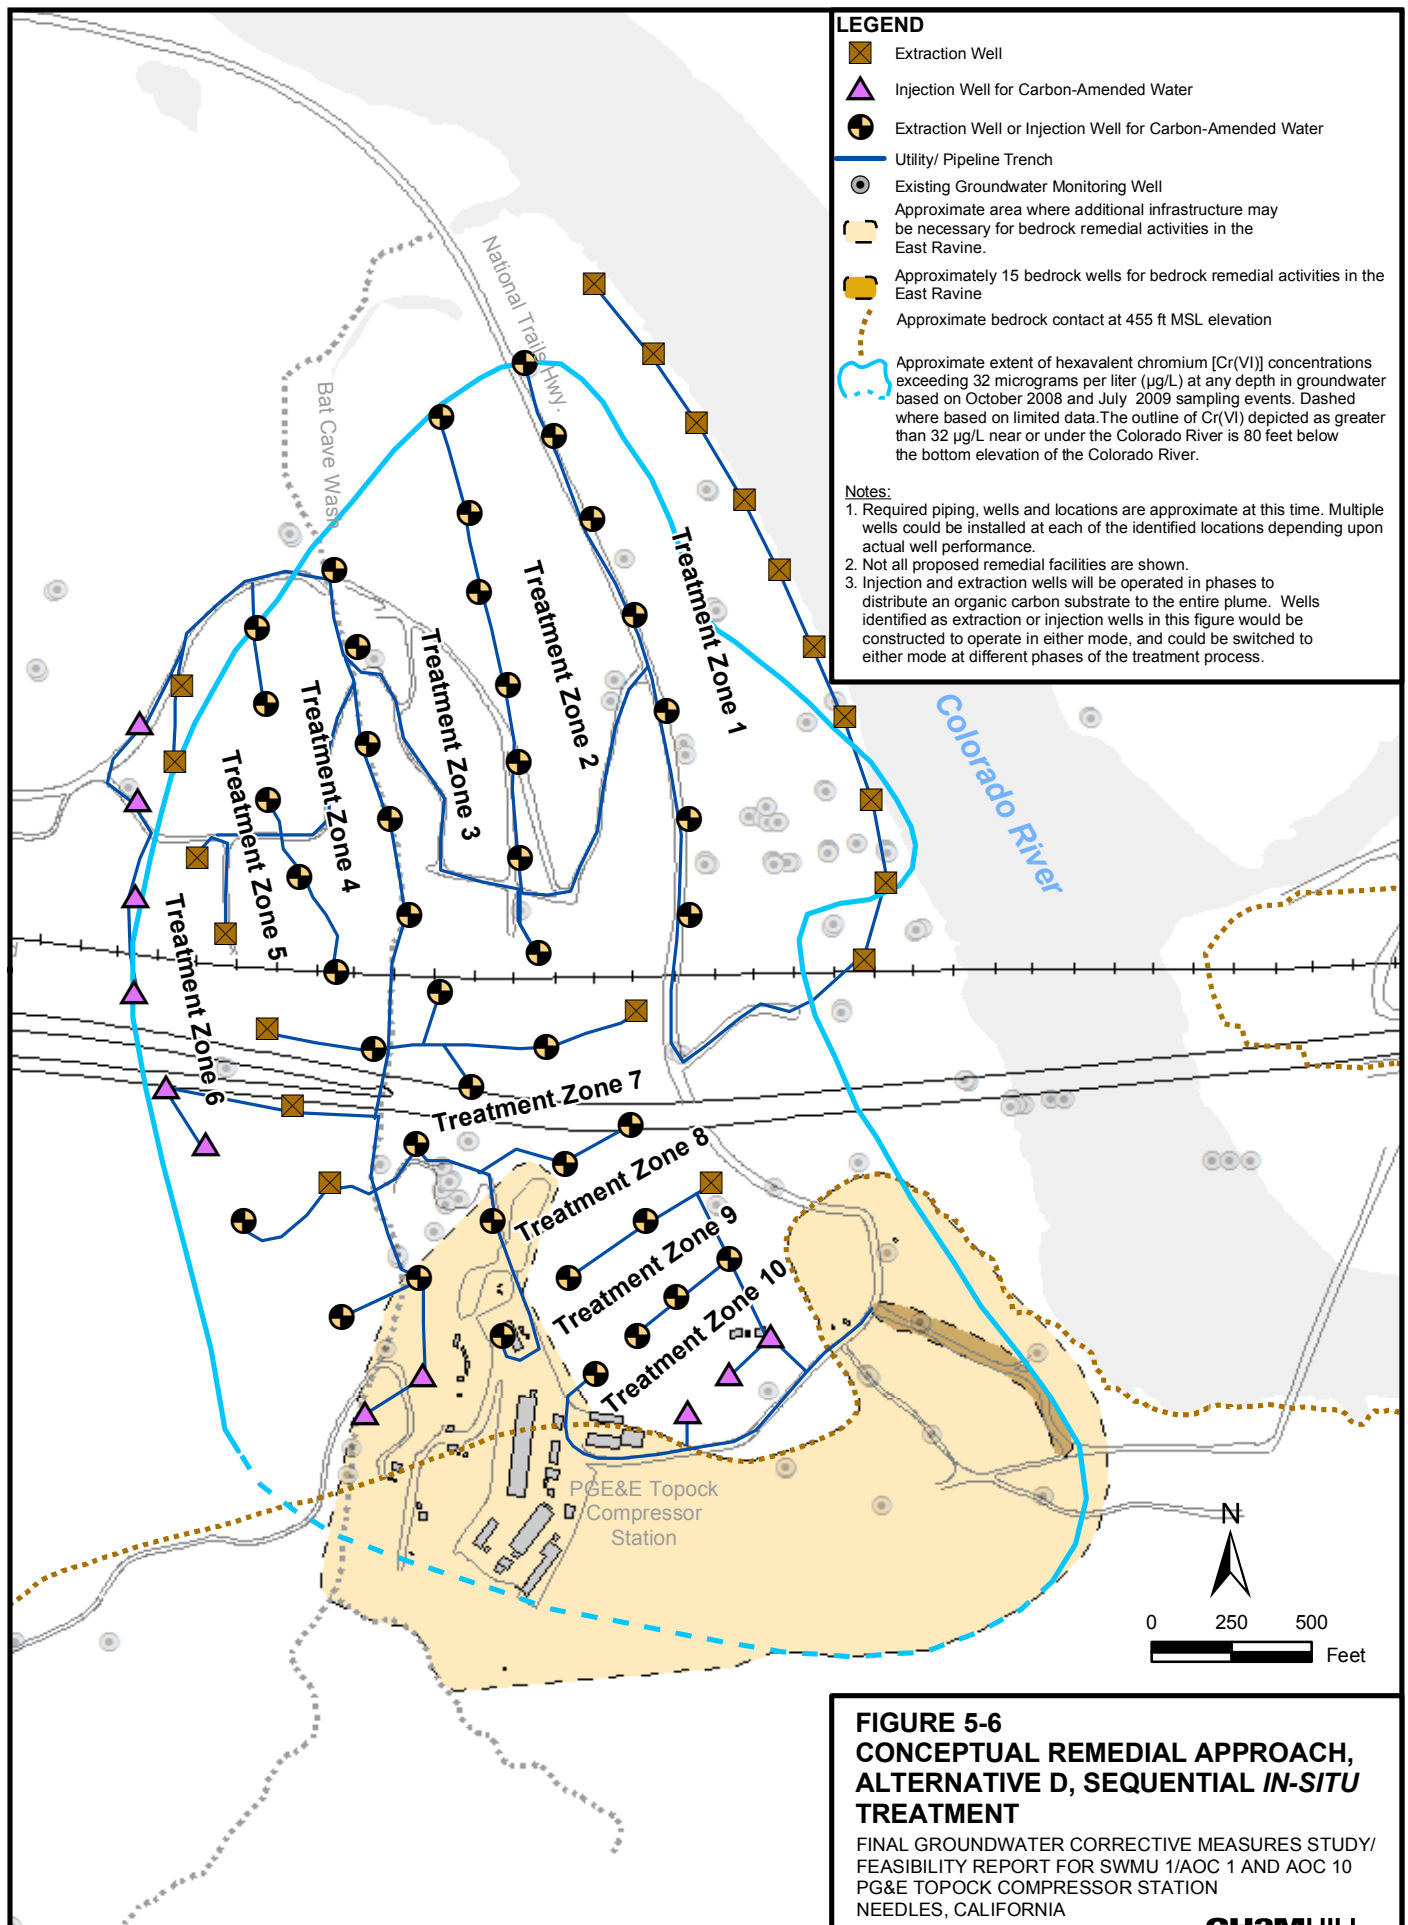 LEGEND
Extraction Well
Injection Well for Carbon-Amended Water
Extraction Well or Injection Well for Carbon-Amended Water
Utility/ Pipeline Trench
Existing Groundwater Monitoring Well
Approximate area where additional infrastructure may
be necessary for bedrock remedial activities in the
East Ravine.
Approximately 15 bedrock wells for bedrock remedial activities in the
East Ravine
Approximate bedrock contact at 455 ft MSL elevation
Approximate extent of hexavalent chromium [Cr(VI)] concentrations
exceeding 32 micrograms per liter (µg/L) at any depth in groundwater
based on October 2008 and July 2009 sampling events. Dashed
where based on limited data.The outline of Cr(VI) depicted as greater
than 32 µg/L near or under the Colorado River is 80 feet below
the bottom elevation of the Colorado River.
Notes:
1. Required piping, wells and locations are approximate at this time. Multiple
wells could be installed at each of the identified locations depending upon
actual well performance.
2. Not all proposed remedial facilities are shown.
3. Injection and extraction wells will be operated in phases to
distribute an organic carbon substrate to the entire plume. Wells
identified as extraction or injection wells in this figure would be
constructed to operate in either mode, and could be switched to
either mode at different phases of the treatment process.
National Trails Hwy.
Bat Cave Wash
Treatment Zone 1
Treatment Zone 2
Treatment Zone 3
Treatment Zone 4
Treatment Zone 5
Treatment Zone 6
Colorado River
Treatment Zone 7
Treatment Zone 8
Treatment Zone 9
Treatment Zone 10
PGE&E Topock
Compressor
Station
N
0 250 500
Feet
FIGURE 5-6
CONCEPTUAL REMEDIAL APPROACH,
ALTERNATIVE D, SEQUENTIAL IN-SITU
TREATMENT
FINAL GROUNDWATER CORRECTIVE MEASURES STUDY/
FEASIBILITY REPORT FOR SWMU 1/AOC 1 AND AOC 10
PG&E TOPOCK COMPRESSOR STATION
NEEDLES, CALIFORNIA